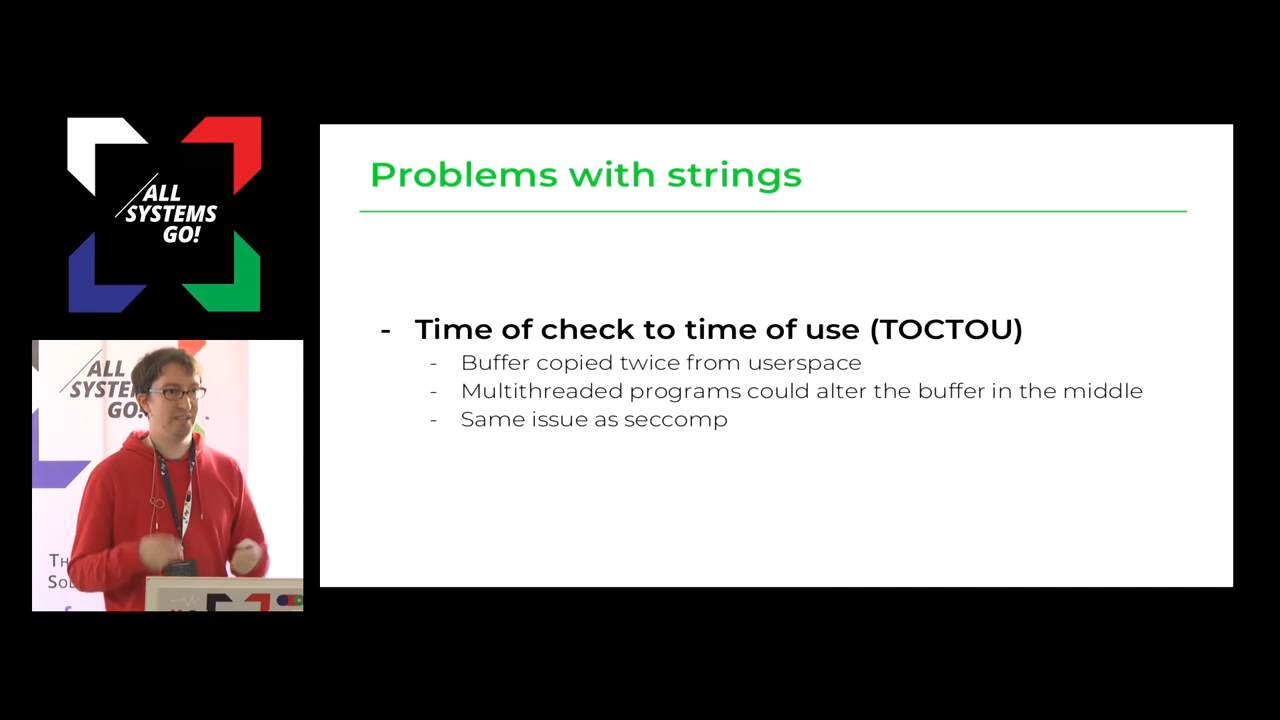 ALL
SYSTEMS
GO!
Problems with strings
- Time of check to time of use (TOCTOU)
- Buffer copied twice from userspace
- Multithreaded programs could alter the buffer in the middle
- Same issue as seccomp
ALL
GO!